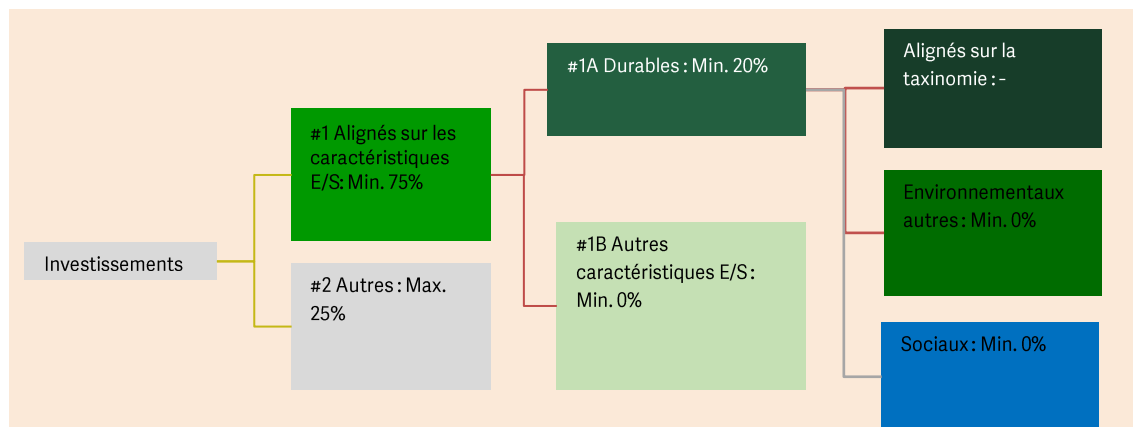 Investissements
#1 Alignés sur les
caractéristiques
E/S: Min. 75%
#2 Autres : Max.
25%
#1A Durables : Min. 20%
#1B Autres
caractéristiques E/S :
Min. 0%
Alignés sur la
taxinomie : -
Environnementaux
autres : Min. 0%
Sociaux : Min. 0%